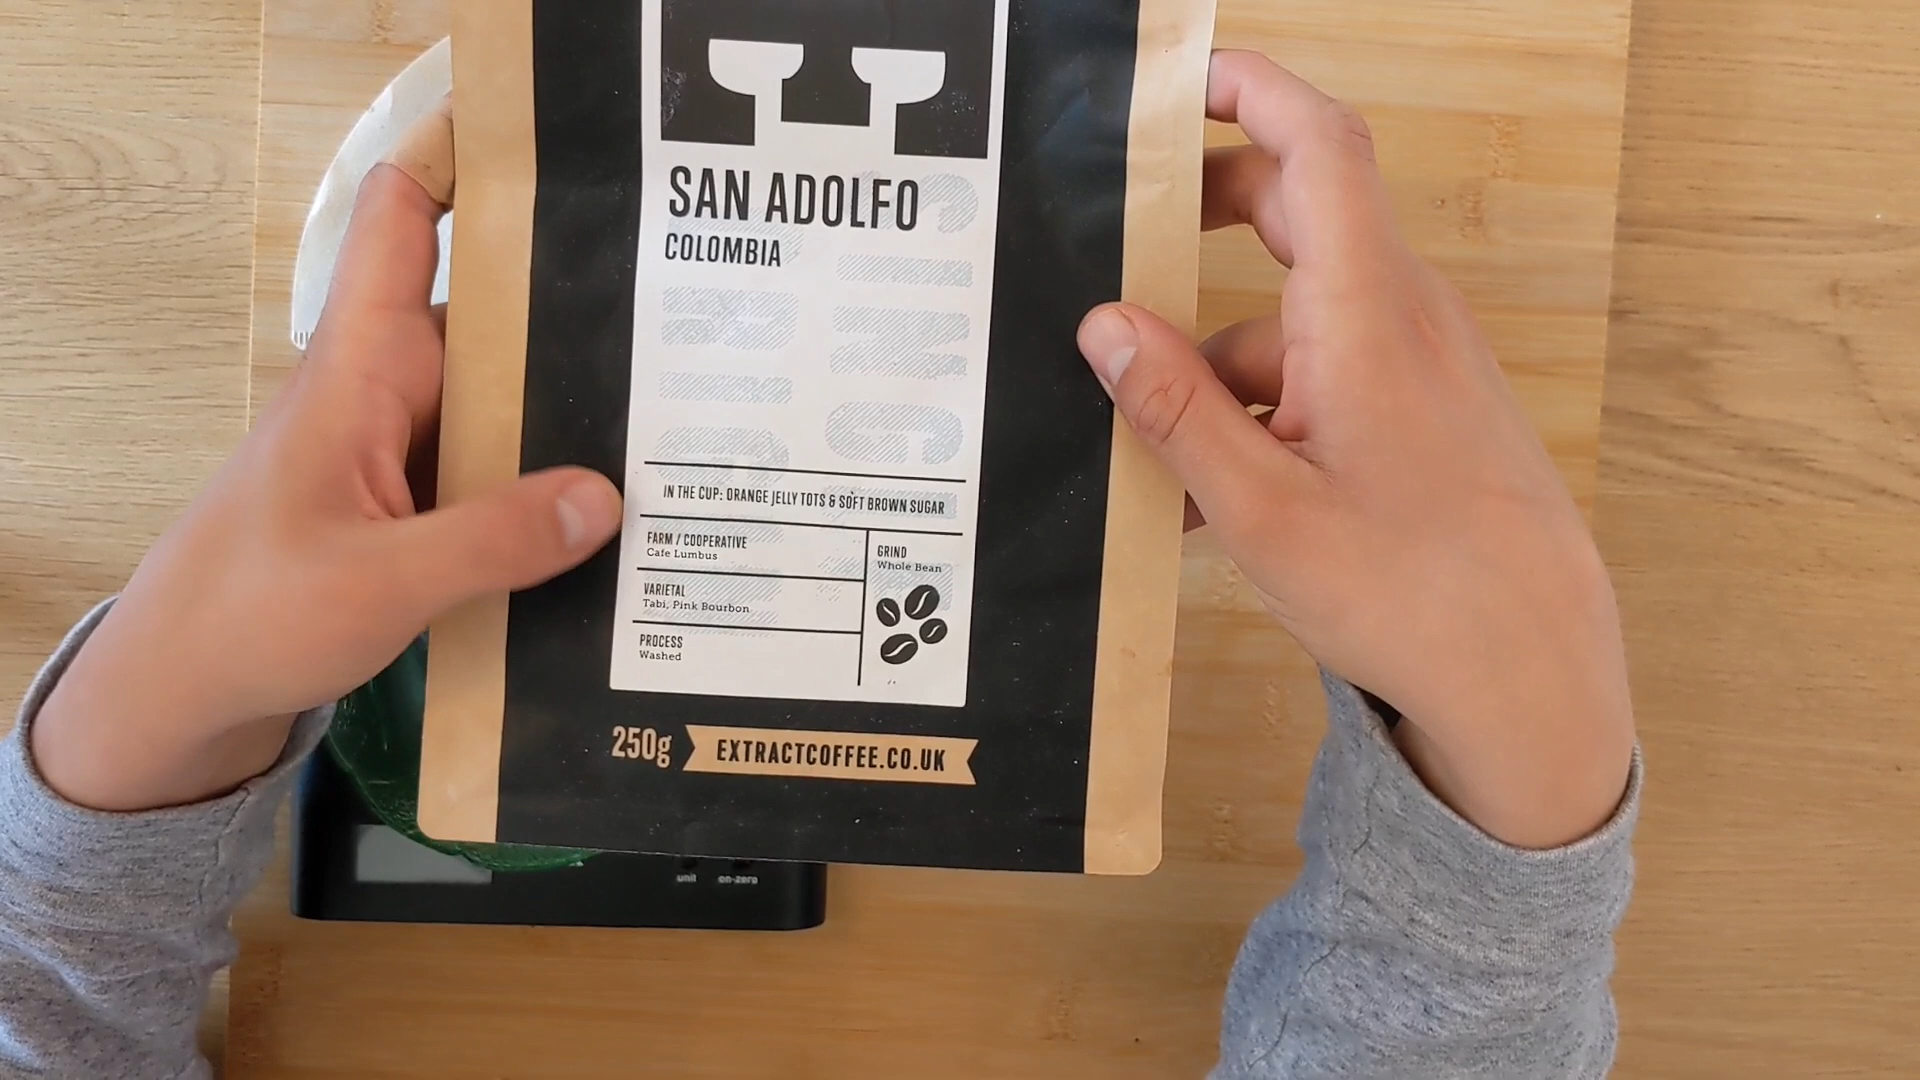 SAN ADOLFO
COLOMBIA
IN THE CUP: ORANGE JELLY TOTS & SOFT BROWN SUGAR
FARM / COOPERATIVE
Cafe Lumbus
VARIETAL
Tabi, Pink Bourbon
PROCESS
Washed
GRIND
Whole Bean
250g
EXTRACTCOFFEE.CO.UK
unit
on-zero